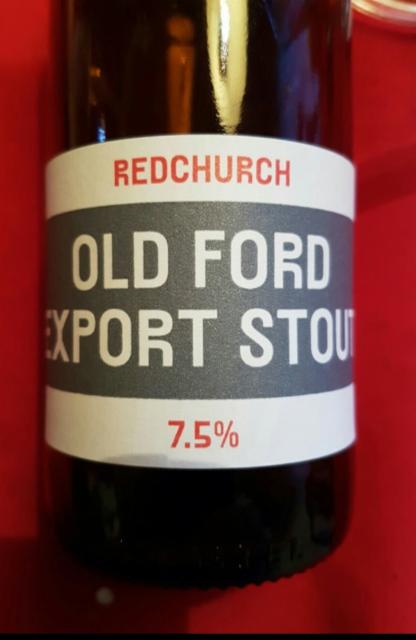 REDCHURCH
OLD FORD
EXPORT STOUT
7.5%